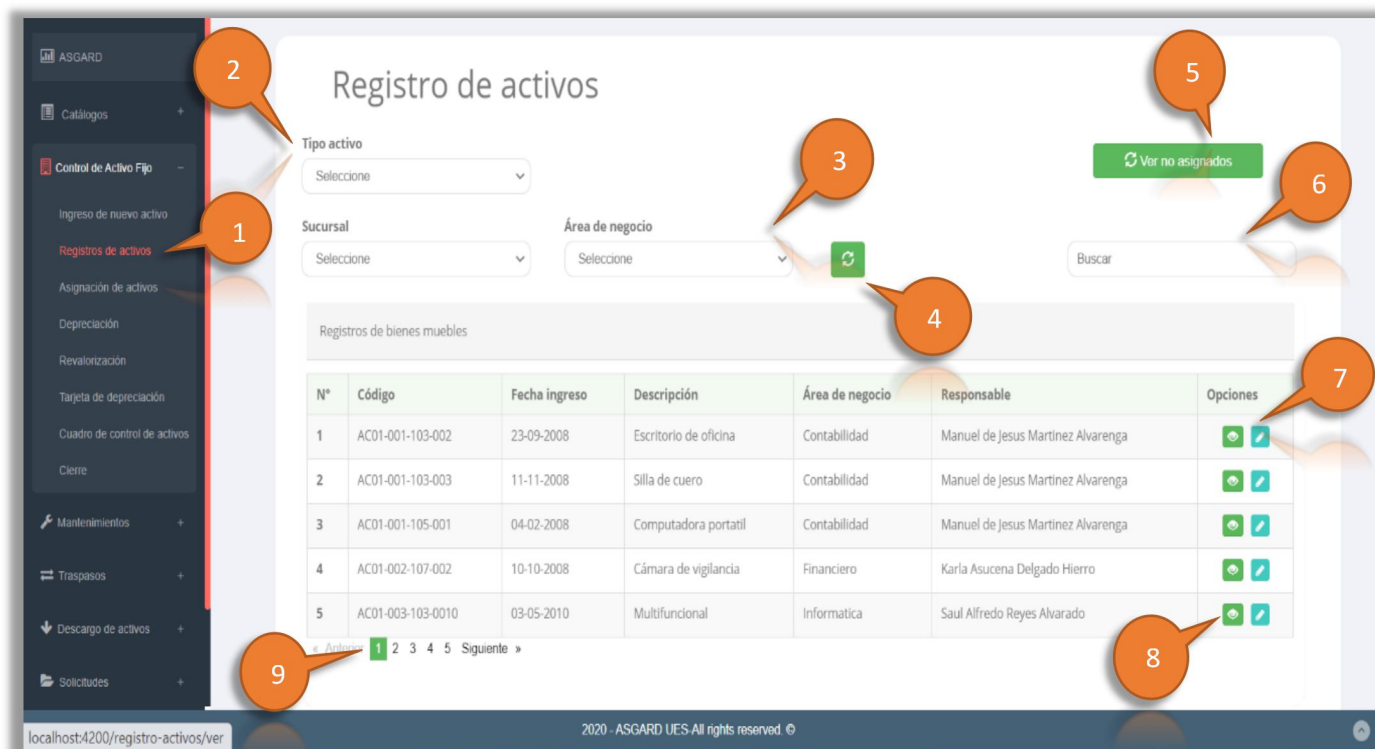 ASGARD
Catálogos +
Control de Activo Fijo -
Ingreso de nuevo activo
Registros de activos
Asignación de activos
Depreciación
Revalorización
Tarjeta de depreciación
Cuadro de control de activos
Cierre
Mantenimientos +
Traspasos +
Descargo de activos +
Solicitudes +
localhost:4200/registro-activos/ver
1
2
Registro de activos
Tipo activo
Seleccione
5
Ver no asignados
3
Sucursal
Seleccione
Área de negocio
Seleccione
6
Buscar
4
Registros de bienes muebles
7
N° Código Fecha ingreso Descripción Área de negocio Responsable Opciones
1 AC01-001-103-002 23-09-2008 Escritorio de oficina Contabilidad Manuel de Jesus Martinez Alvarenga
2 AC01-001-103-003 11-11-2008 Silla de cuero Contabilidad Manuel de Jesus Martinez Alvarenga
3 AC01-001-105-001 04-02-2008 Computadora portatil Contabilidad Manuel de Jesus Martinez Alvarenga
4 AC01-002-107-002 10-10-2008 Cámara de vigilancia Financiero Karla Asucena Delgado Hierro
5 AC01-003-103-0010 03-05-2010 Multifuncional Informatica Saul Alfredo Reyes Alvarado
« Anterior 1 2 3 4 5 Siguiente »
9
8
2020 - ASGARD UES-All rights reserved. ©